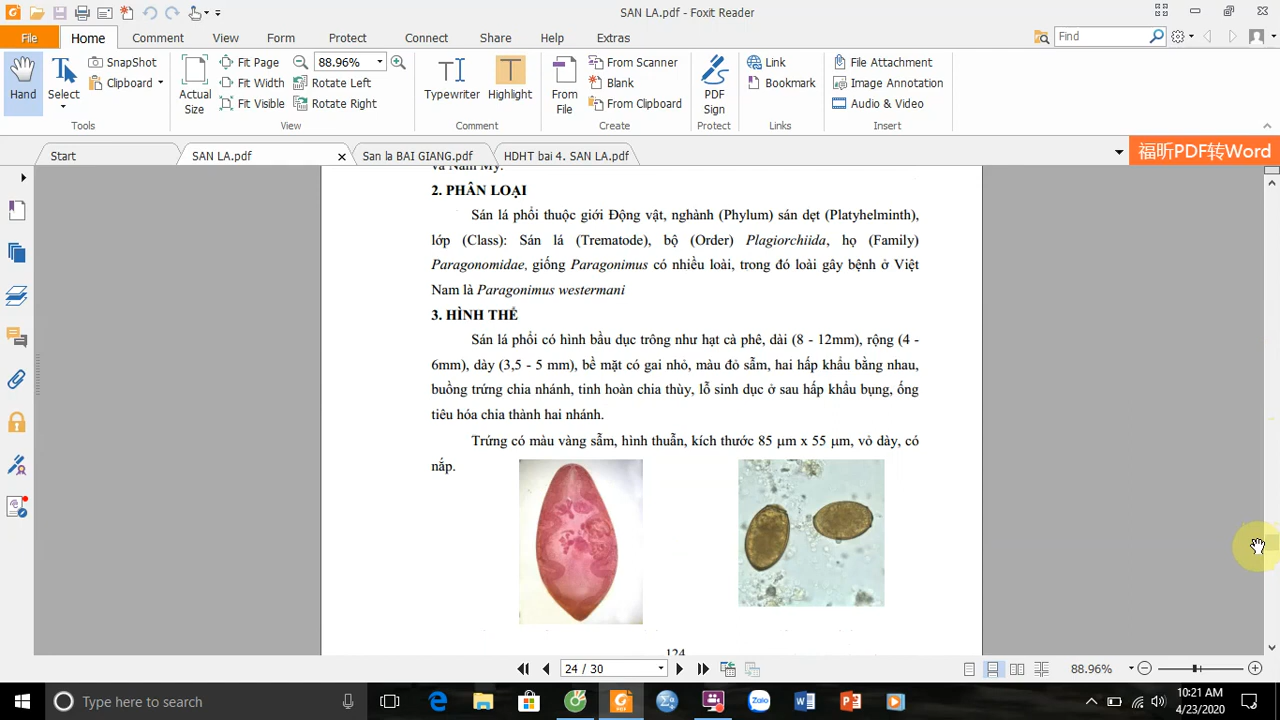 SAN LA.pdf - Foxit Reader
File Home Comment View Form Protect Connect Share Help Extras
Find
Hand
Select
SnapShot
Clipboard
Tools
Actual Size
Fit Page
Fit Width
Fit Visible
88.96%
Rotate Left
Rotate Right
View
Typewriter
Highlight
Comment
From File
From Scanner
Blank
From Clipboard
Create
PDF Sign
Protect
Link
Bookmark
Links
File Attachment
Image Annotation
Audio & Video
Insert
Start
SAN LA.pdf
San la BAI GIANG.pdf
HDHT bai 4. SAN LA.pdf
福昕PDF转Word
và Nam Mỹ.
2. PHÂN LOẠI
Sán lá phổi thuộc giới Động vật, nghành (Phylum) sán dẹt (Platyhelminth),
lớp (Class): Sán lá (Trematode), bộ (Order) Plagiorchiida, họ (Family)
Paragonomidae, giống Paragonimus có nhiều loài, trong đó loài gây bệnh ở Việt
Nam là Paragonimus westermani
3. HÌNH THỂ
Sán lá phổi có hình bầu dục trông như hạt cà phê, dài (8 - 12mm), rộng (4 -
6mm), dày (3,5 - 5 mm), bề mặt có gai nhỏ, màu đỏ sẫm, hai hấp khẩu bằng nhau,
buồng trứng chia nhánh, tinh hoàn chia thùy, lỗ sinh dục ở sau hấp khẩu bụng, ống
tiêu hóa chia thành hai nhánh.
Trứng có màu vàng sẫm, hình thuẫn, kích thước 85 µm x 55 µm, vỏ dày, có
nắp.
124
24 / 30
88.96%
Type here to search
Zalo
10:21 AM
4/23/2020